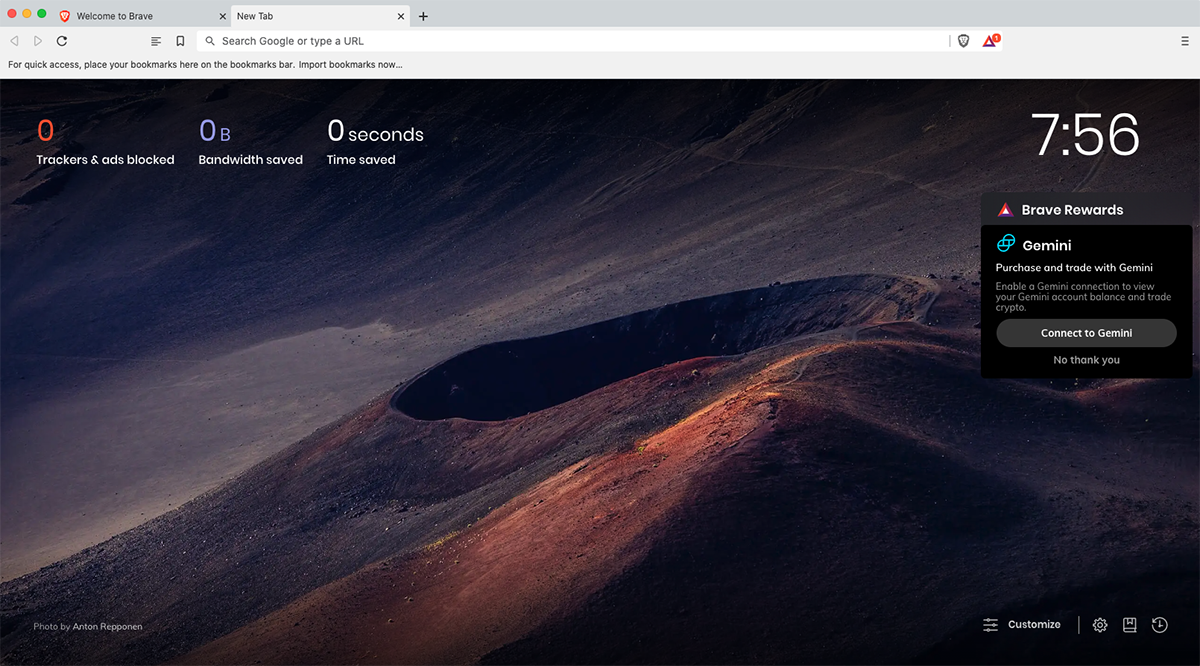 Welcome to Brave
New Tab
Search Google or type a URL
1
For quick access, place your bookmarks here on the bookmarks bar. Import bookmarks now...
0 0 B 0 seconds
Trackers & ads blocked Bandwidth saved Time saved
7:56
Brave Rewards
Gemini
Purchase and trade with Gemini
Enable a Gemini connection to view
your Gemini account balance and trade
crypto.
Connect to Gemini
No thank you
Photo by Anton Repponen
Customize